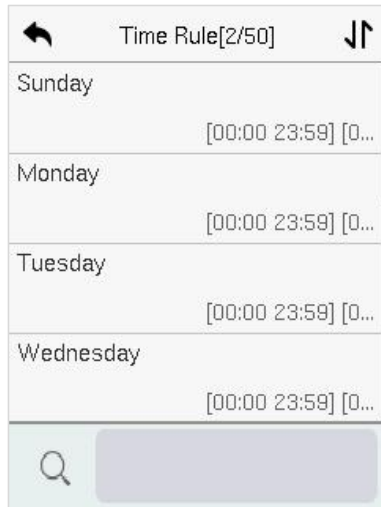 Time Rule[2/50]
Sunday
[00:00 23:59] [0...
Monday
[00:00 23:59] [0...
Tuesday
[00:00 23:59] [0...
Wednesday
[00:00 23:59] [0...